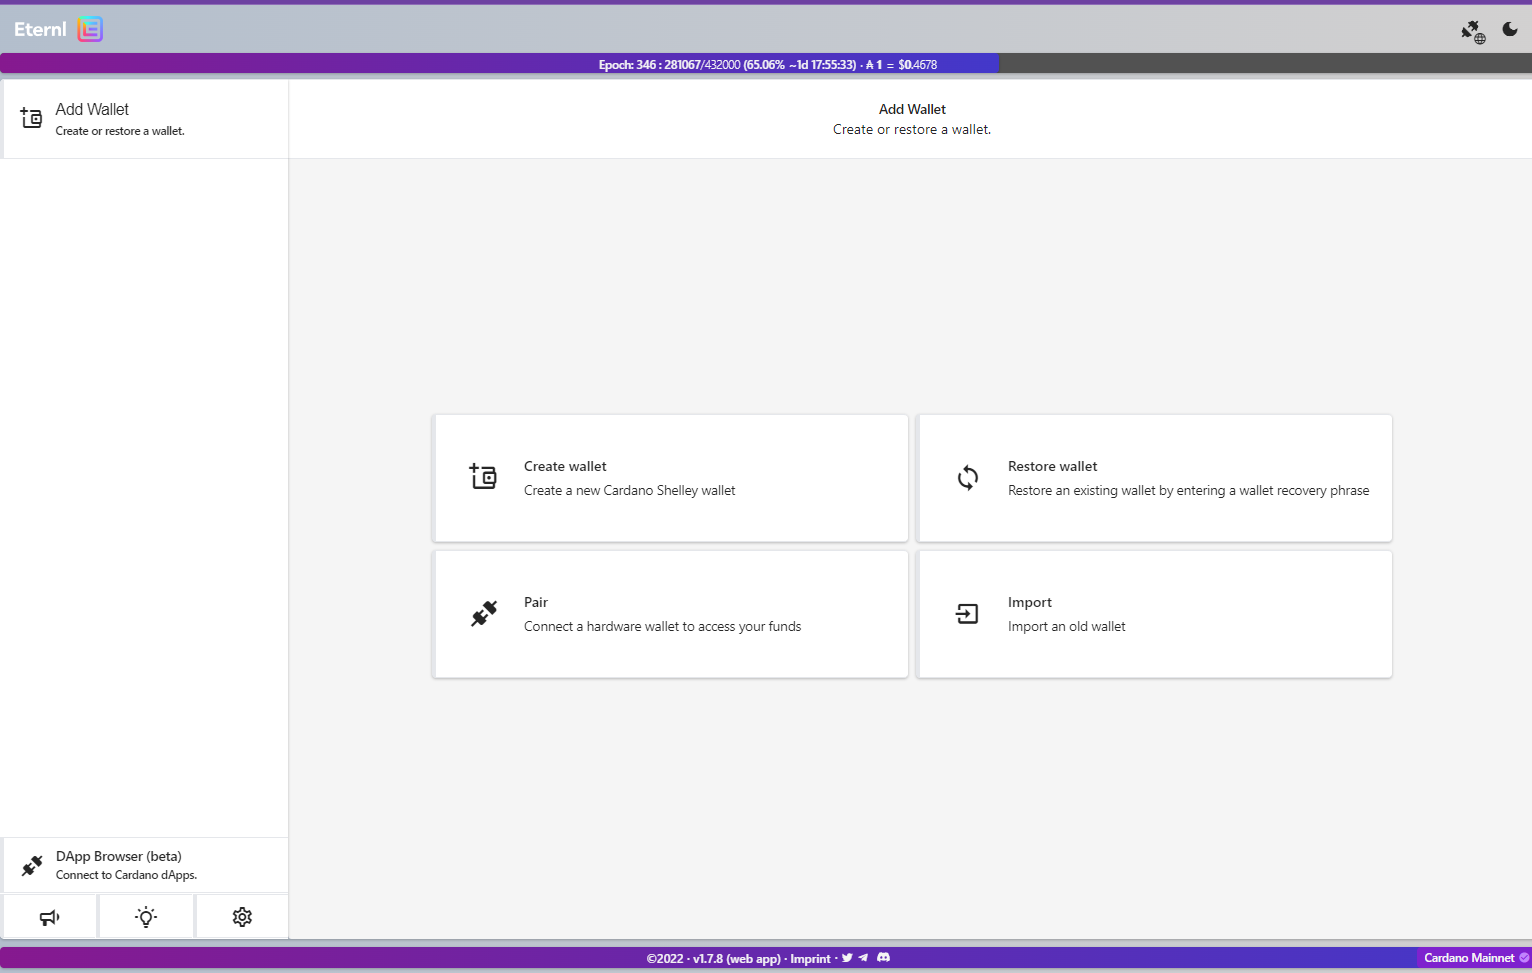 Eternl
Epoch: 346 : 281067/432000 (65.06% ~1d 17:55:33) · ₳ 1 = $0.4678
Add Wallet
Create or restore a wallet.
Add Wallet
Create or restore a wallet.
Create wallet
Create a new Cardano Shelley wallet
Restore wallet
Restore an existing wallet by entering a wallet recovery phrase
Pair
Connect a hardware wallet to access your funds
Import
Import an old wallet
DApp Browser (beta)
Connect to Cardano dApps.
©2022 · v1.7.8 (web app) · Imprint ·
Cardano Mainnet